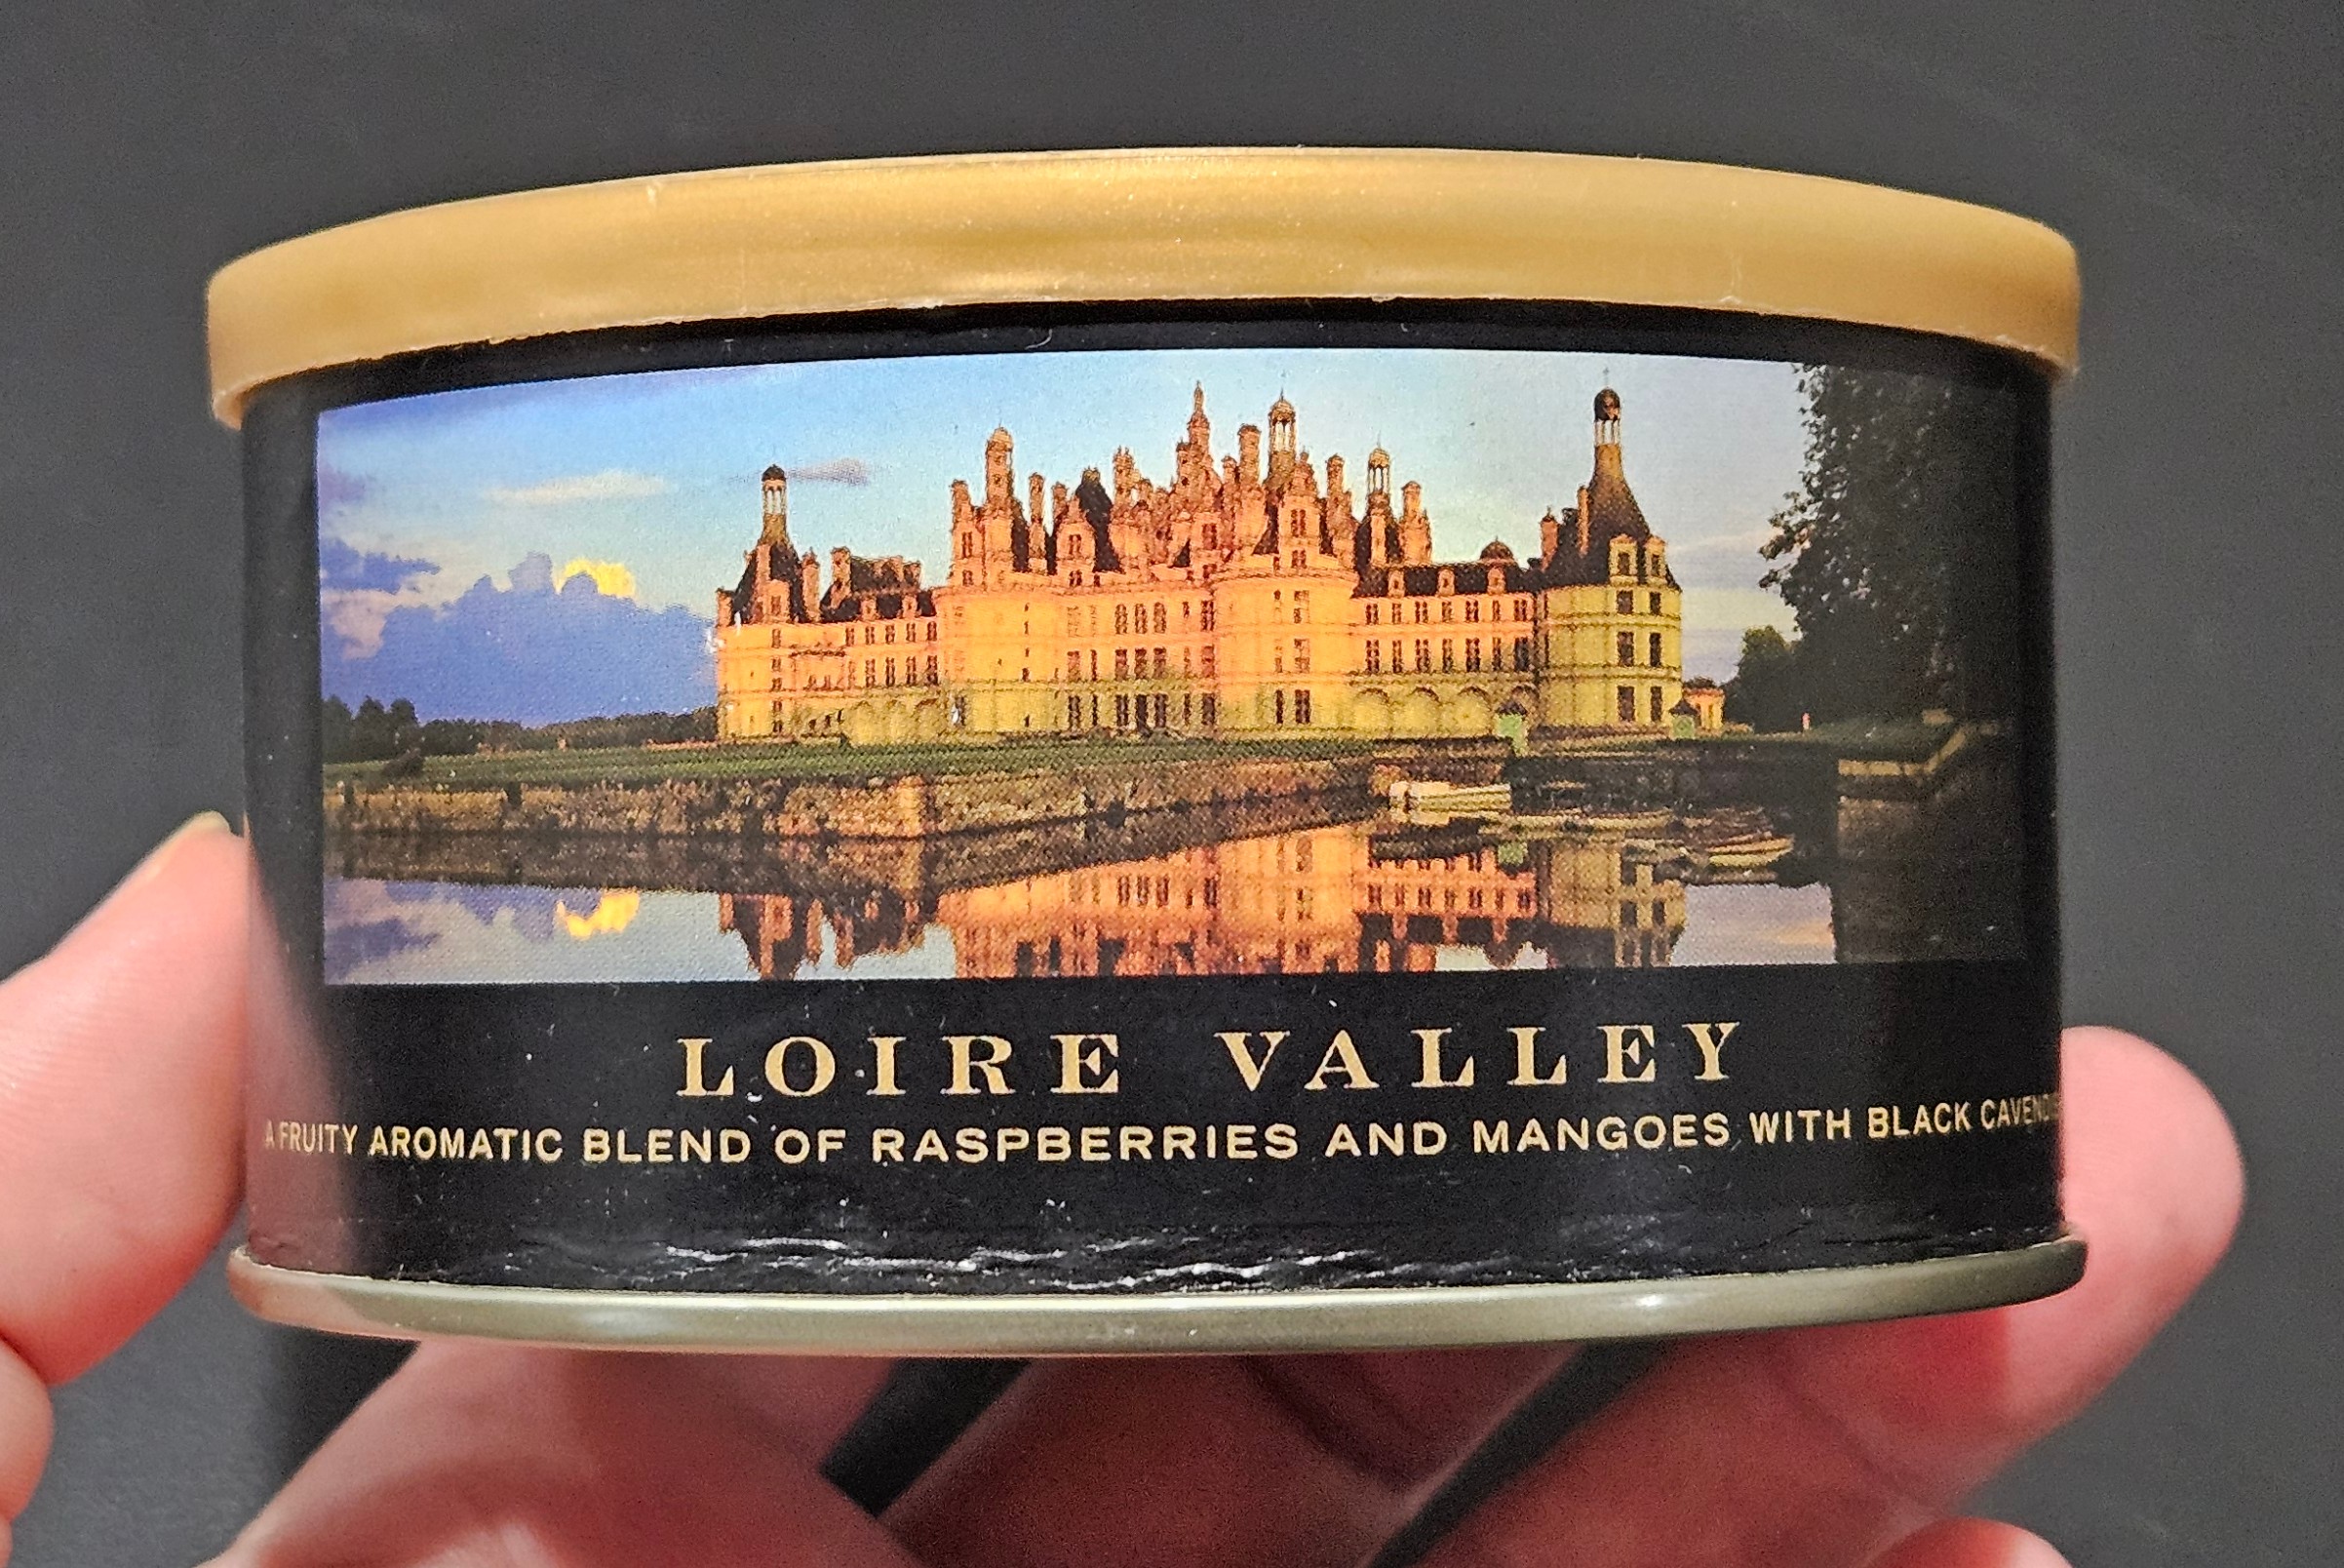 LOIRE VALLEY
A FRUITY AROMATIC BLEND OF RASPBERRIES AND MANGOES WITH BLACK